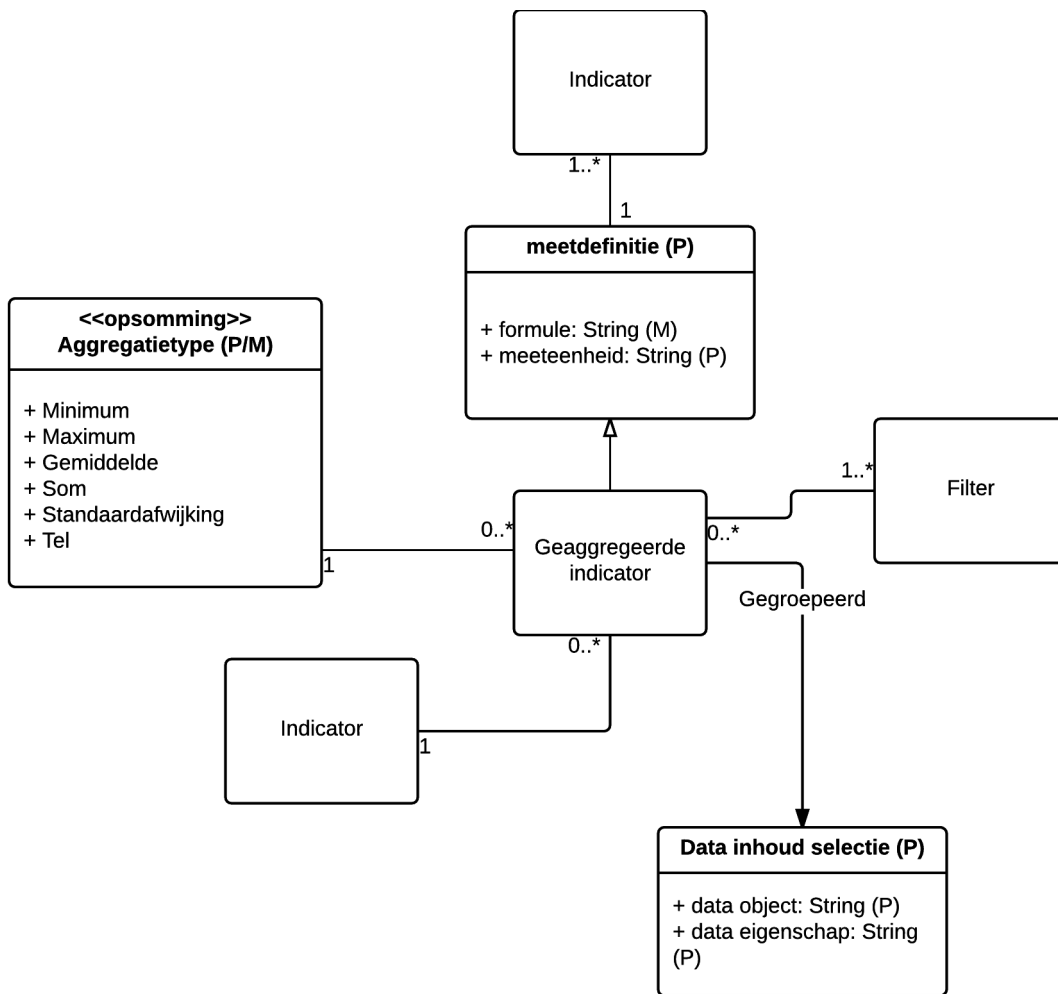 Indicator
1..*
1
meetdefinitie (P)
+ formule: String (M)
+ meeteenheid: String (P)
<<opsomming>>
Aggregatietype (P/M)
+ Minimum
+ Maximum
+ Gemiddelde
+ Som
+ Standaardafwijking
+ Tel
1
0..*
Geaggregeerde
indicator
0..*
1..*
Filter
Gegroepeerd
0..*
Indicator
1
Data inhoud selectie (P)
+ data object: String (P)
+ data eigenschap: String
(P)